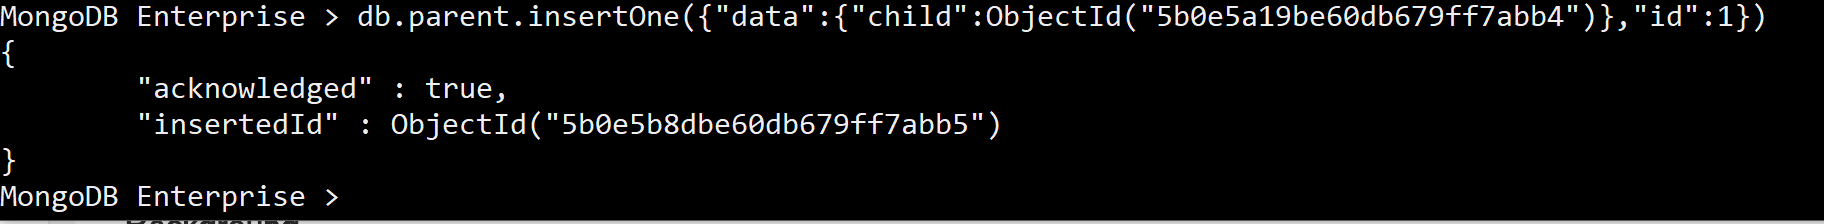 MongoDB Enterprise > db.parent.insertOne({"data":{"child":ObjectId("5b0e5a19be60db679ff7abb4")},"id":1})
{
"acknowledged" : true,
"insertedId" : ObjectId("5b0e5b8dbe60db679ff7abb5")
}
MongoDB Enterprise >